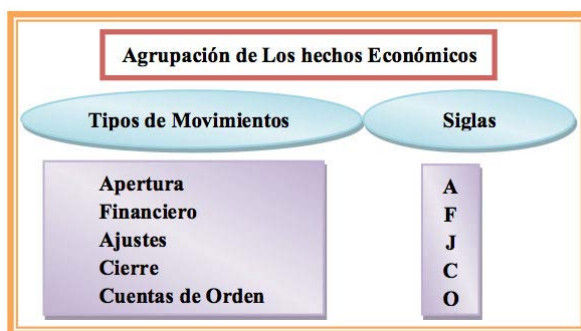 Agrupación de Los hechos Económicos
Tipos de Movimientos
Siglas
Apertura
A
Financiero
F
Ajustes
J
Cierre
C
Cuentas de Orden
O